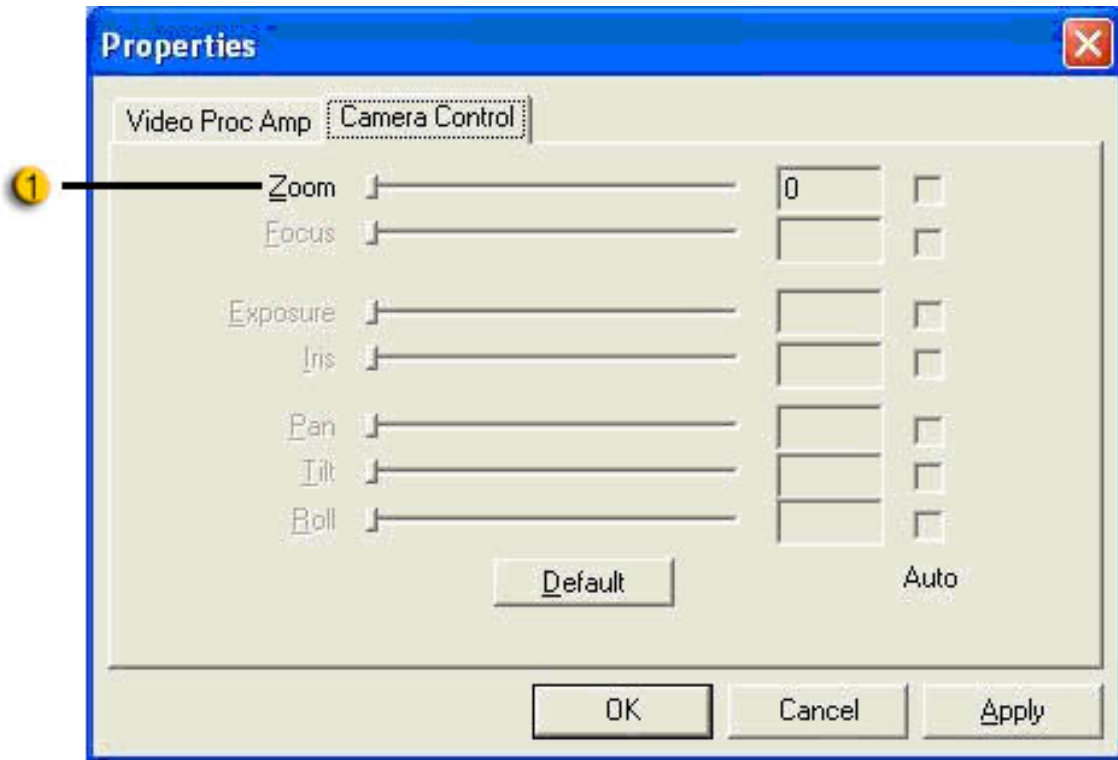 Properties
Video Proc Amp Camera Control
1 Zoom 0
Focus
Exposure
Iris
Pan
Tilt
Roll
Default Auto
OK Cancel Apply